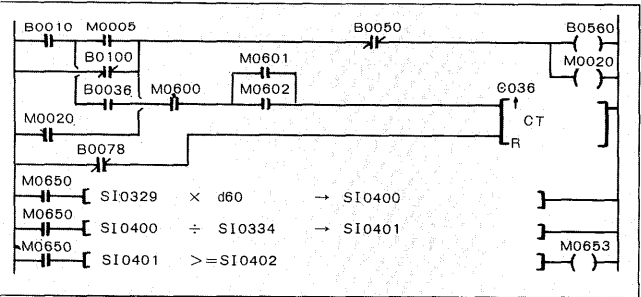 B0010 M0005 B0050 B0560
B0100 M0601 M0020
B0036 M0600 M0602 C036
CT
M0020
R
B0078
M0650
SI0329 × d60 → SI0400
M0650
SI0400 ÷ SI0334 → SI0401
M0650 M0653
SI0401 >=SI0402